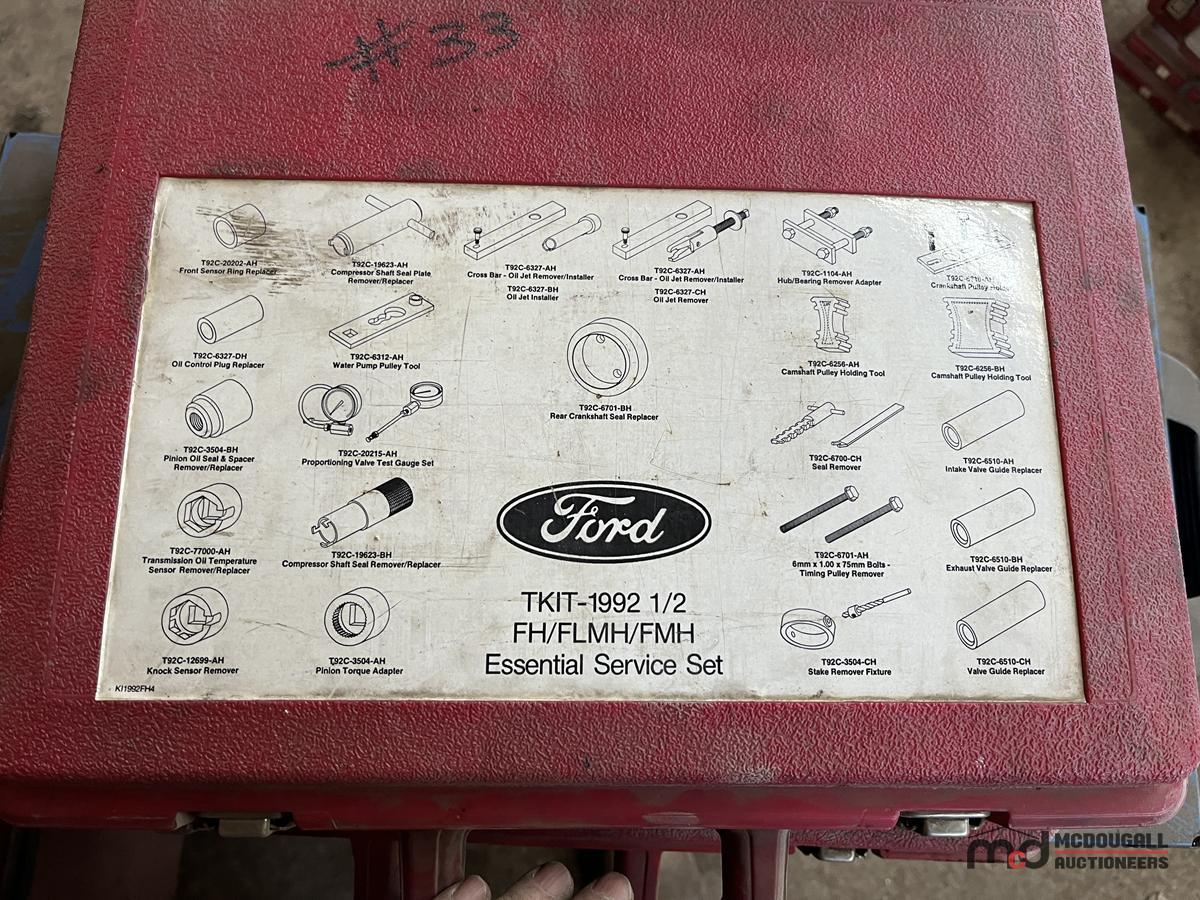 #33
T92C-20202-AH
Front Sensor Ring Replacer
T92C-19623-AH
Compressor Shaft Seal Plate
Remover/Replacer
T92C-6327-AH
Cross Bar - Oil Jet Remover/Installer
T92C-6327-BH
Oil Jet Installer
T92C-6327-AH
Cross Bar - Oil Jet Remover/Installer
T92C-6327-CH
Oil Jet Remover
T92C-1104-AH
Hub/Bearing Remover Adapter
Crankshaft Pulley Holder
T92C-6327-DH
Oil Control Plug Replacer
T92C-6312-AH
Water Pump Pulley Tool
T92C-6701-BH
Rear Crankshaft Seal Replacer
T92C-6256-AH
Camshaft Pulley Holding Tool
T92C-6256-BH
Camshaft Pulley Holding Tool
T92C-3504-BH
Pinion Oil Seal & Spacer
Remover/Replacer
T92C-20215-AH
Proportioning Valve Test Gauge Set
T92C-6700-CH
Seal Remover
T92C-6510-AH
Intake Valve Guide Replacer
T92C-77000-AH
Transmission Oil Temperature
Sensor Remover/Replacer
T92C-19623-BH
Compressor Shaft Seal Remover/Replacer
Ford
T92C-6701-AH
6mm x 1.00 x 75mm Bolts -
Timing Pulley Remover
T92C-6510-BH
Exhaust Valve Guide Replacer
T92C-12699-AH
Knock Sensor Remover
T92C-3504-AH
Pinion Torque Adapter
TKIT-1992 1/2
FH/FLMH/FMH
Essential Service Set
T92C-3504-CH
Stake Remover Fixture
T92C-6510-CH
Valve Guide Replacer
KI1992FH4
mcd MCDOUGALL
AUCTIONEERS